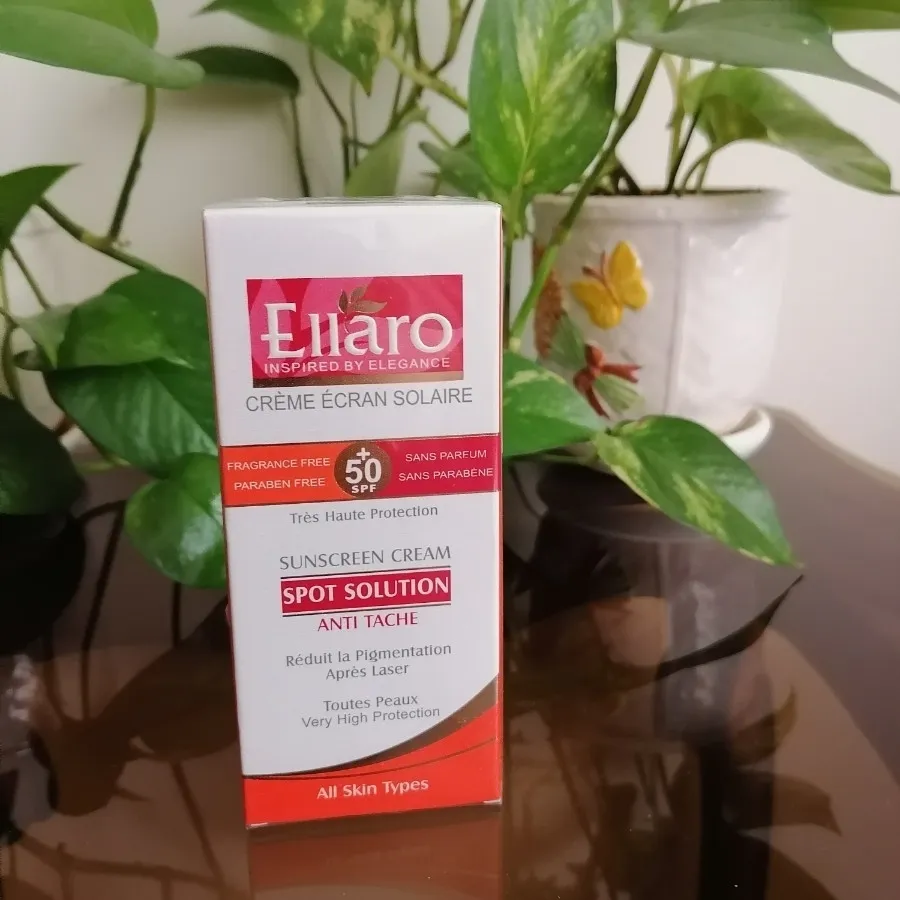 Ellaro
INSPIRED BY ELEGANCE
CRÈME ÉCRAN SOLAIRE
FRAGRANCE FREE
PARABEN FREE
+
50
SPF
SANS PARFUM
SANS PARABÈNE
Très Haute Protection
SUNSCREEN CREAM
SPOT SOLUTION
ANTI TACHE
Réduit la Pigmentation
Après Laser
Toutes Peaux
Very High Protection
All Skin Types